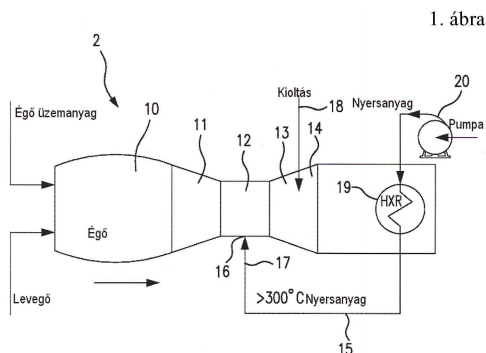 1. ábra
2
Égő üzemanyag
10
11
12
Kioltás
18
13
14
Nyersanyag
20
Pumpa
19
HXR
Égő
16
17
Levegő
>300°C Nyersanyag
15